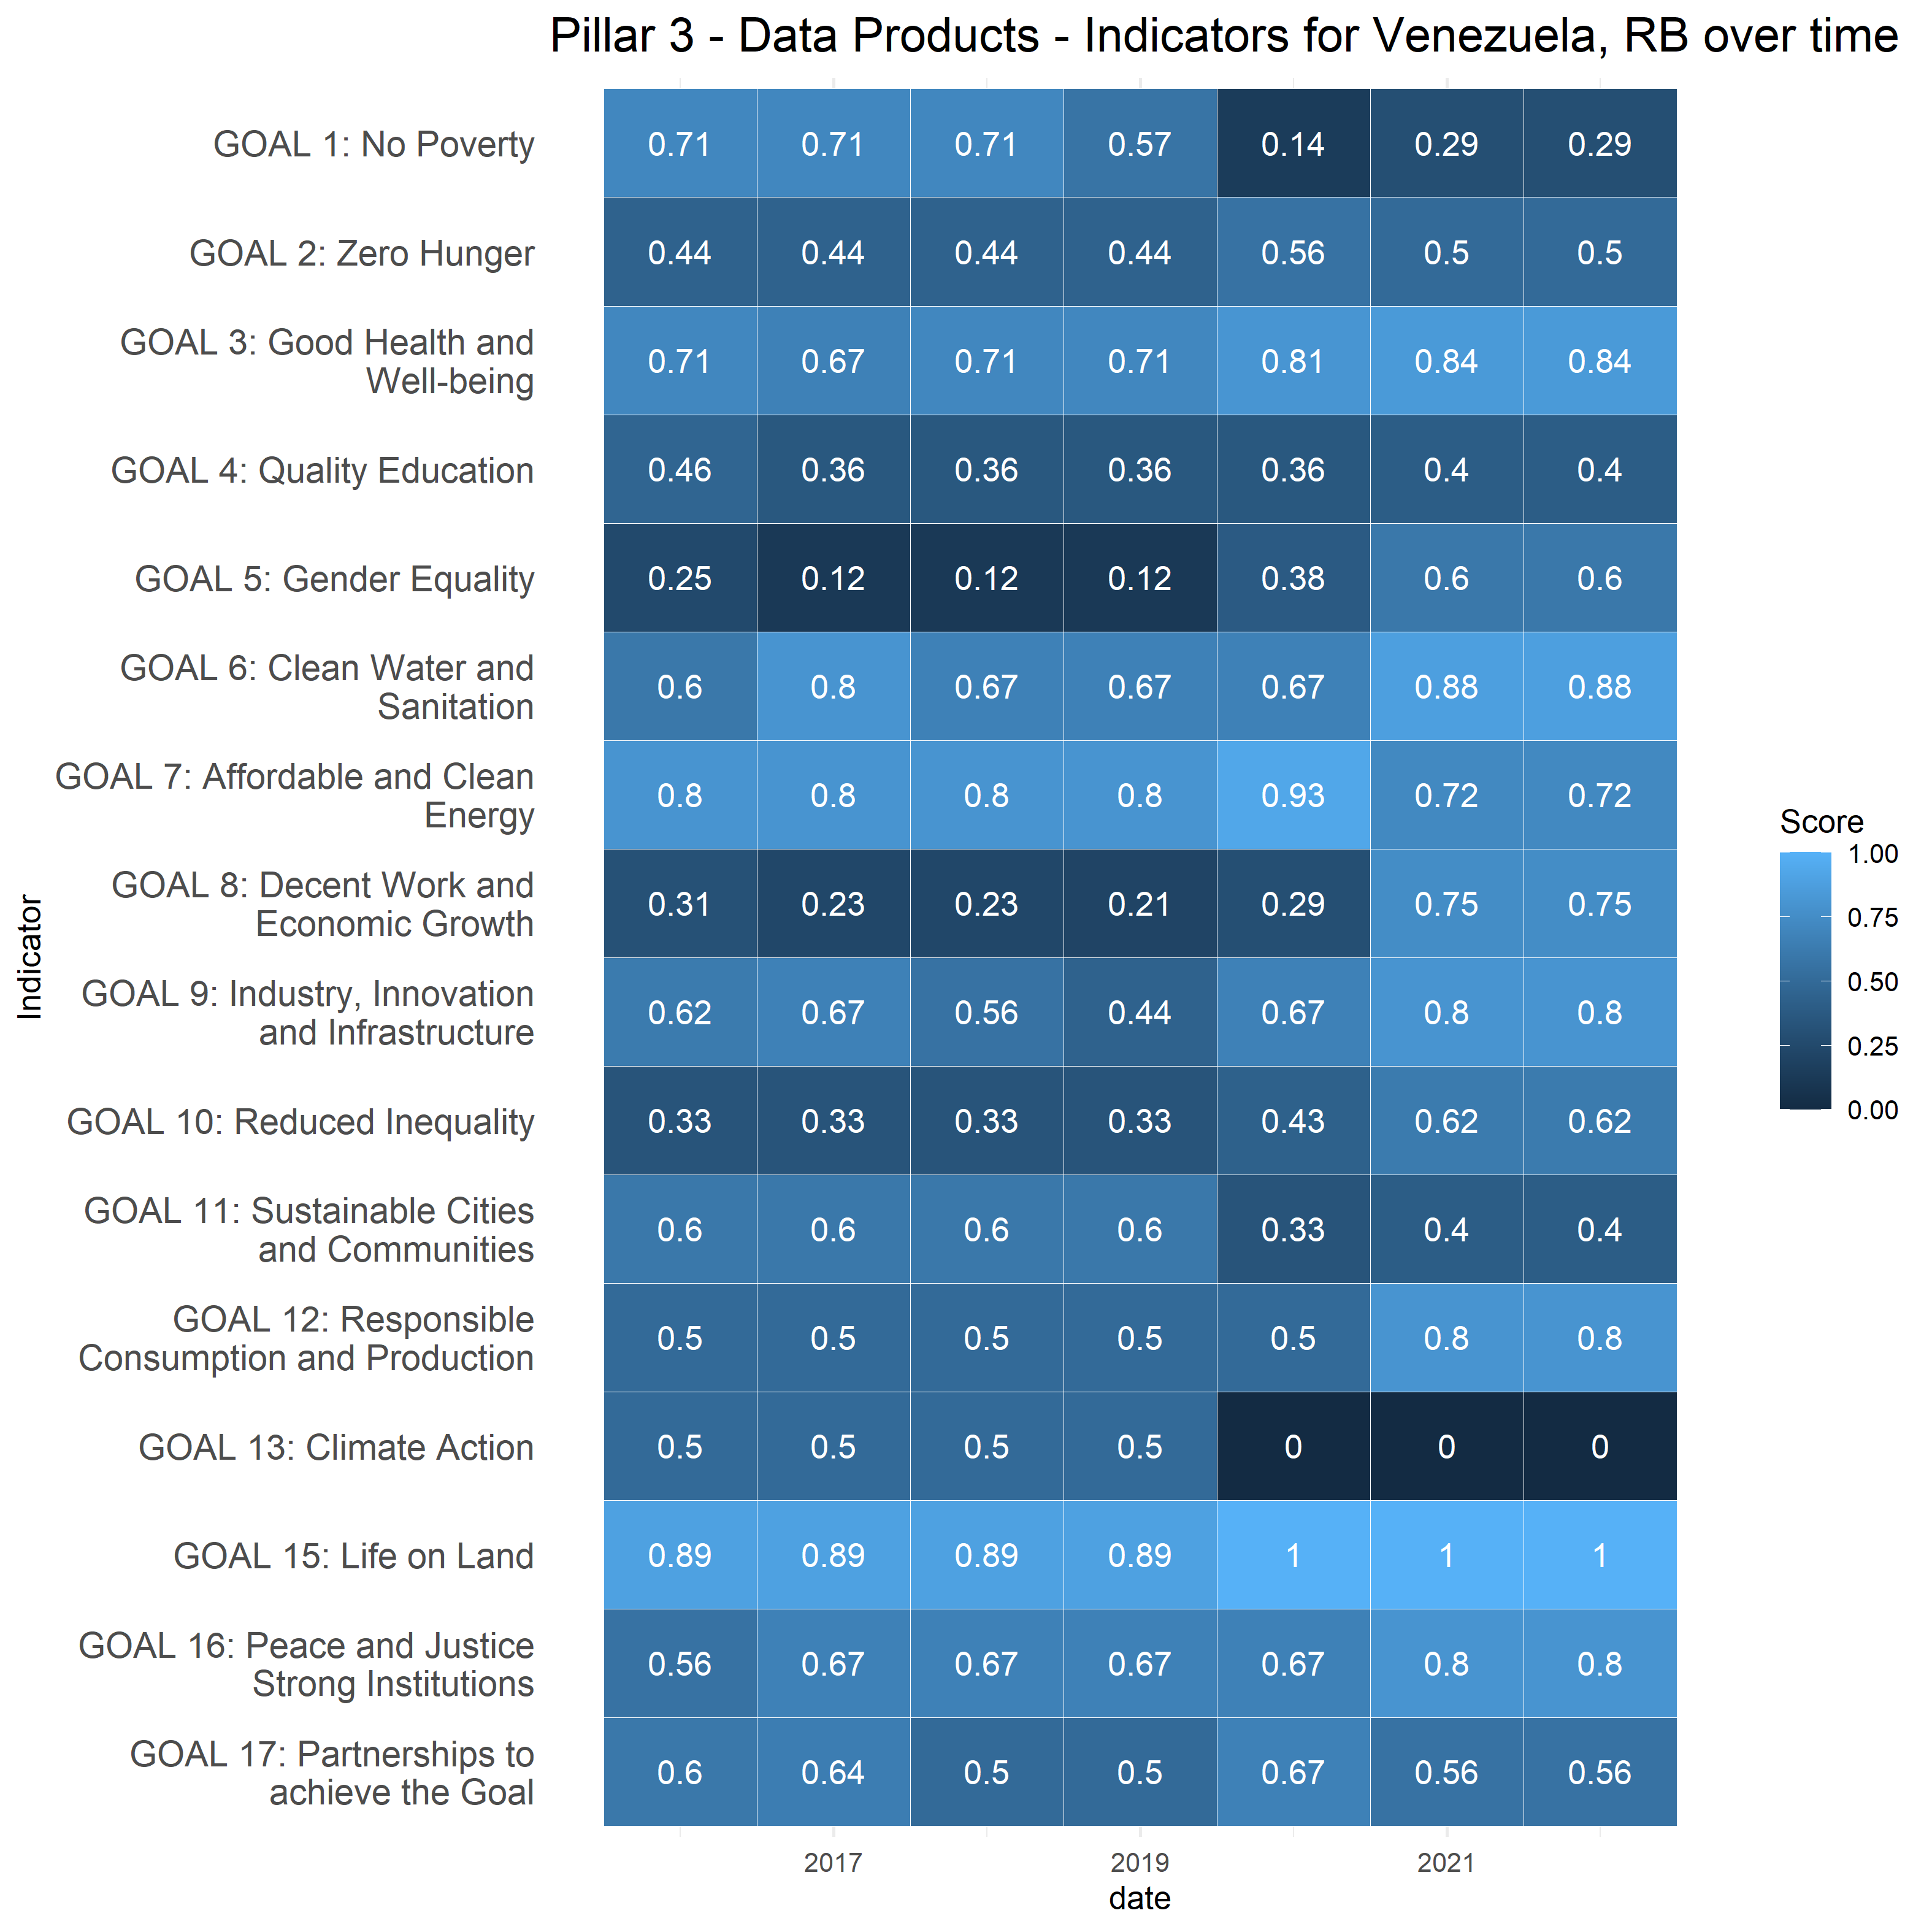 Pillar 3 - Data Products - Indicators for Venezuela, RB over time
GOAL 1: No Poverty
0.71 0.71 0.71 0.57 0.14 0.29 0.29
GOAL 2: Zero Hunger
0.44 0.44 0.44 0.44 0.56 0.5 0.5
GOAL 3: Good Health and
Well-being
0.71 0.67 0.71 0.71 0.81 0.84 0.84
GOAL 4: Quality Education
0.46 0.36 0.36 0.36 0.36 0.4 0.4
GOAL 5: Gender Equality
0.25 0.12 0.12 0.12 0.38 0.6 0.6
GOAL 6: Clean Water and
Sanitation
0.6 0.8 0.67 0.67 0.67 0.88 0.88
GOAL 7: Affordable and Clean
Energy
0.8 0.8 0.8 0.8 0.93 0.72 0.72
GOAL 8: Decent Work and
Economic Growth
0.31 0.23 0.23 0.21 0.29 0.75 0.75
GOAL 9: Industry, Innovation
and Infrastructure
0.62 0.67 0.56 0.44 0.67 0.8 0.8
GOAL 10: Reduced Inequality
0.33 0.33 0.33 0.33 0.43 0.62 0.62
GOAL 11: Sustainable Cities
and Communities
0.6 0.6 0.6 0.6 0.33 0.4 0.4
GOAL 12: Responsible
Consumption and Production
0.5 0.5 0.5 0.5 0.5 0.8 0.8
GOAL 13: Climate Action
0.5 0.5 0.5 0.5 0 0 0
GOAL 15: Life on Land
0.89 0.89 0.89 0.89 1 1 1
GOAL 16: Peace and Justice
Strong Institutions
0.56 0.67 0.67 0.67 0.67 0.8 0.8
GOAL 17: Partnerships to
achieve the Goal
0.6 0.64 0.5 0.5 0.67 0.56 0.56
2017 2019 2021
date
Indicator
Score
1.00
0.75
0.50
0.25
0.00